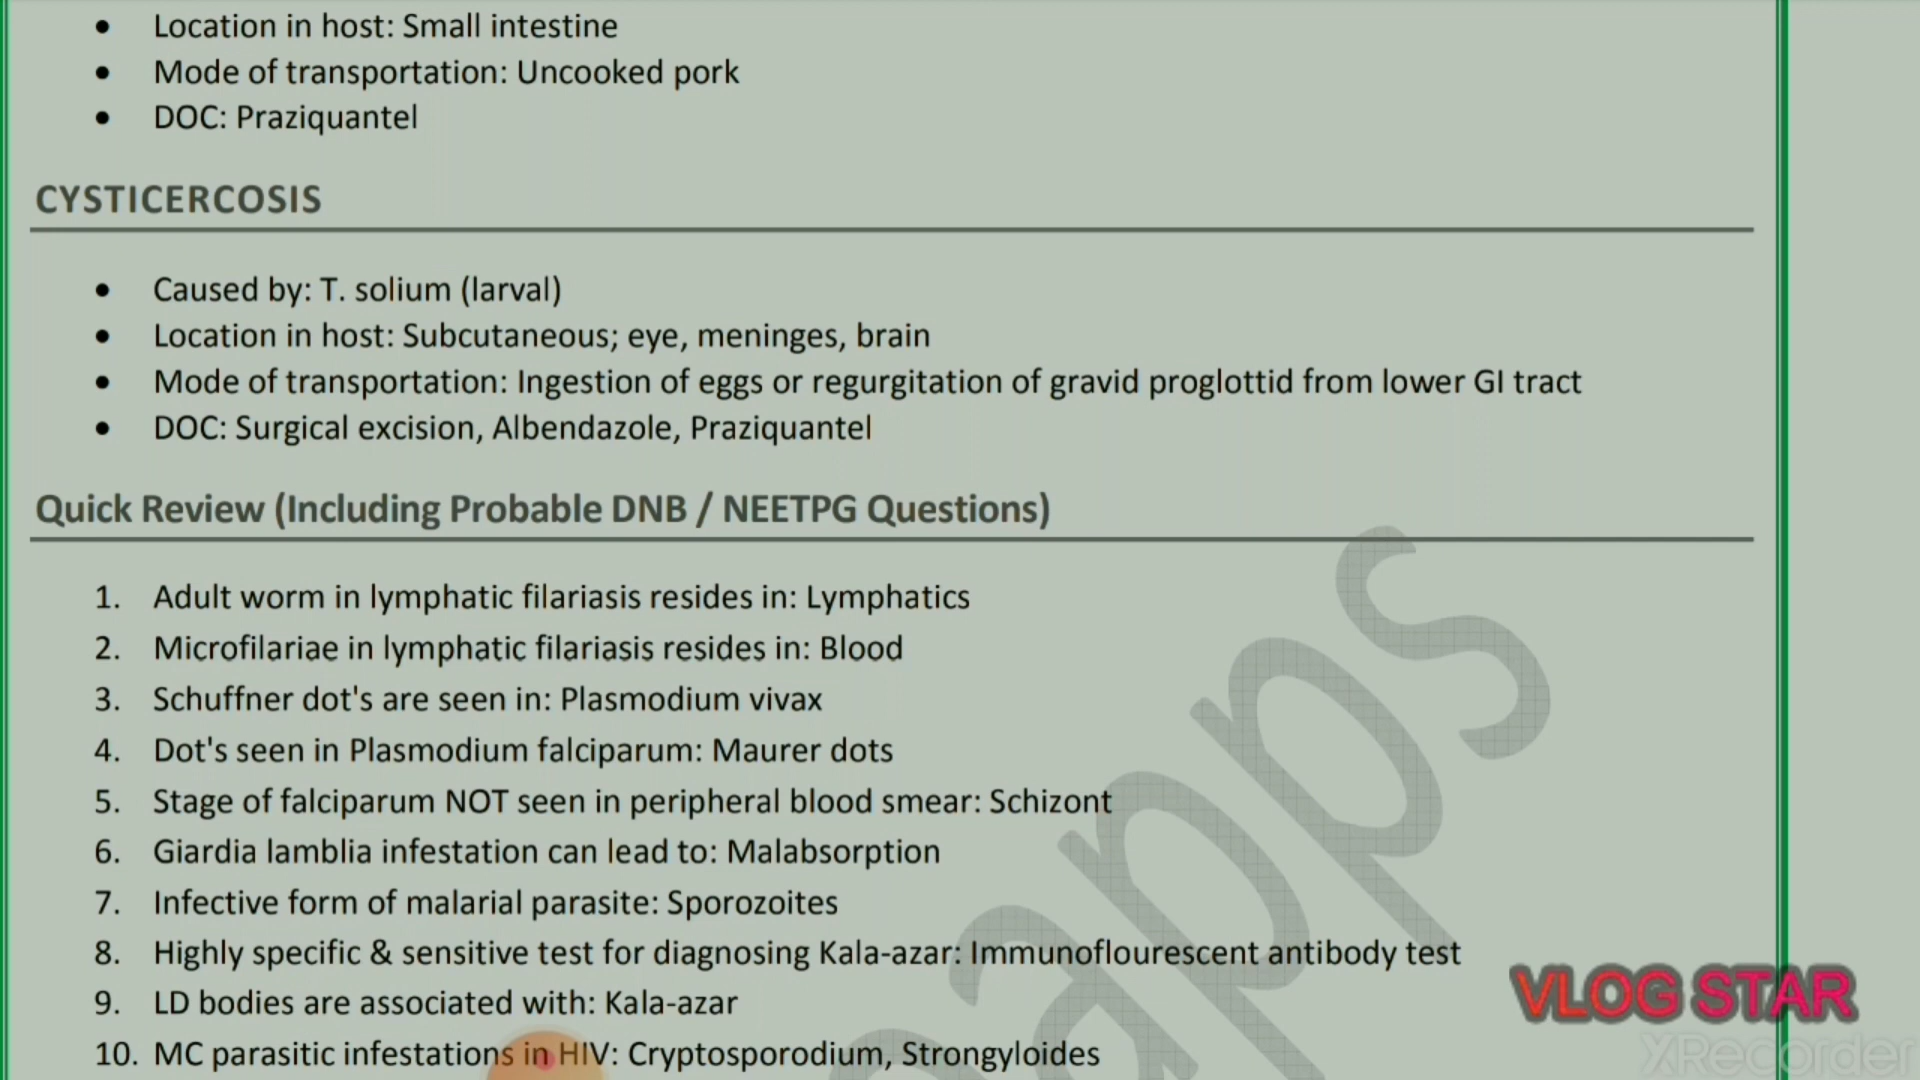 • Location in host: Small intestine
• Mode of transportation: Uncooked pork
• DOC: Praziquantel
CYSTICERCOSIS
• Caused by: T. solium (larval)
• Location in host: Subcutaneous; eye, meninges, brain
• Mode of transportation: Ingestion of eggs or regurgitation of gravid proglottid from lower GI tract
• DOC: Surgical excision, Albendazole, Praziquantel
Quick Review (Including Probable DNB / NEETPG Questions)
1. Adult worm in lymphatic filariasis resides in: Lymphatics
2. Microfilariae in lymphatic filariasis resides in: Blood
3. Schuffner dot's are seen in: Plasmodium vivax
4. Dot's seen in Plasmodium falciparum: Maurer dots
5. Stage of falciparum NOT seen in peripheral blood smear: Schizont
6. Giardia lamblia infestation can lead to: Malabsorption
7. Infective form of malarial parasite: Sporozoites
8. Highly specific & sensitive test for diagnosing Kala-azar: Immunoflourescent antibody test
9. LD bodies are associated with: Kala-azar
10. MC parasitic infestations in HIV: Cryptosporodium, Strongyloides
VLOG STAR
XRecorder